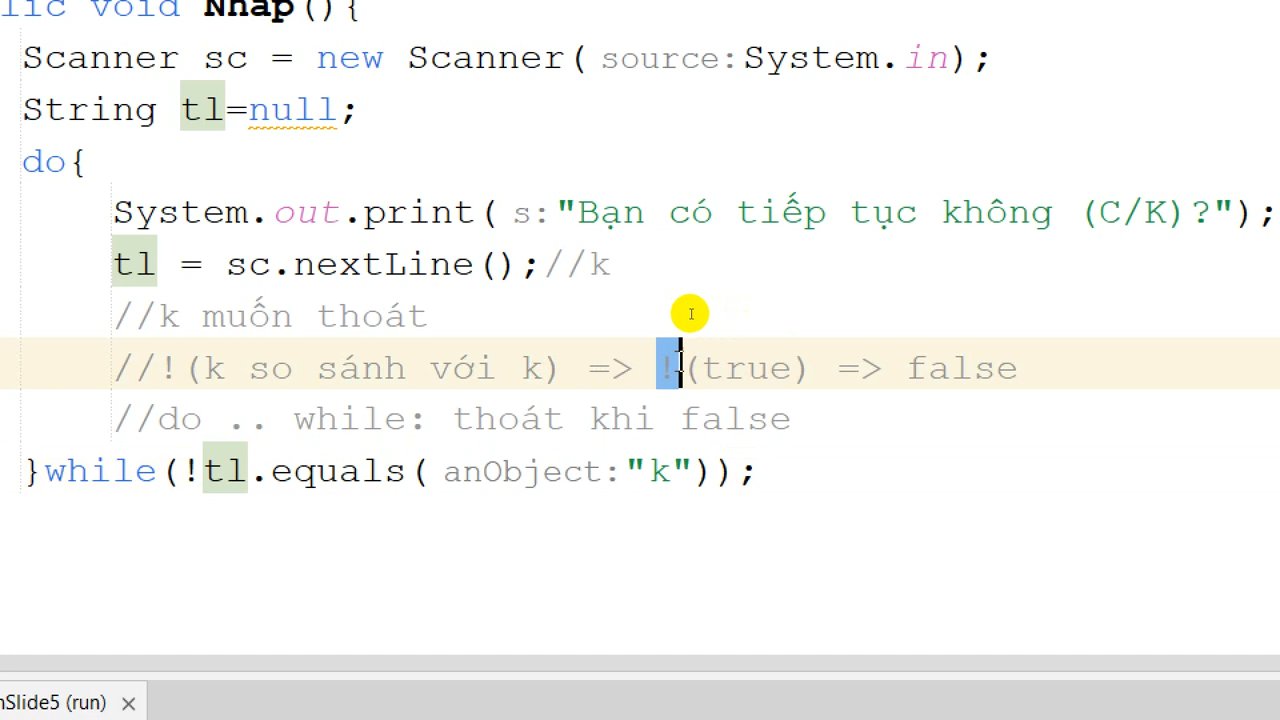 lic void Nhap(){
Scanner sc = new Scanner( source: System.in);
String tl=null;
do{
System.out.print( s: "Bạn có tiếp tục không (C/K)?");
tl = sc.nextLine();//k
//k muốn thoát
//!(k so sánh với k) => !(true) => false
//do .. while: thoát khi false
}while(!tl.equals( anObject: "k"));
nSlide5 (run) ×